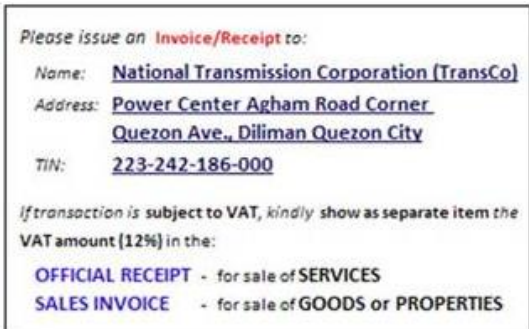 Please issue an Invoice/Receipt to:
Name: National Transmission Corporation (TransCo)
Address: Power Center Agham Road Corner
Quezon Ave., Diliman Quezon City
TIN: 223-242-186-000
If transaction is subject to VAT, kindly show as separate item the
VAT amount (12%) in the:
OFFICIAL RECEIPT - for sale of SERVICES
SALES INVOICE - for sale of GOODS or PROPERTIES